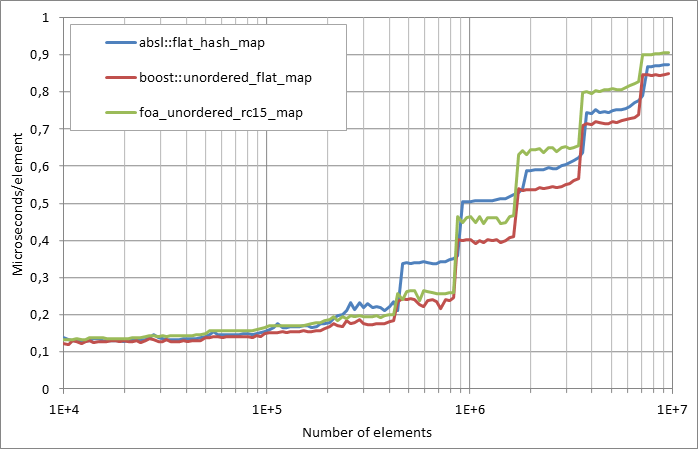 1
0,9
0,8
0,7
0,6
0,5
0,4
0,3
0,2
0,1
0
Microseconds/element
absl::flat_hash_map
boost::unordered_flat_map
foa_unordered_rc15_map
1E+4 1E+5 1E+6 1E+7
Number of elements